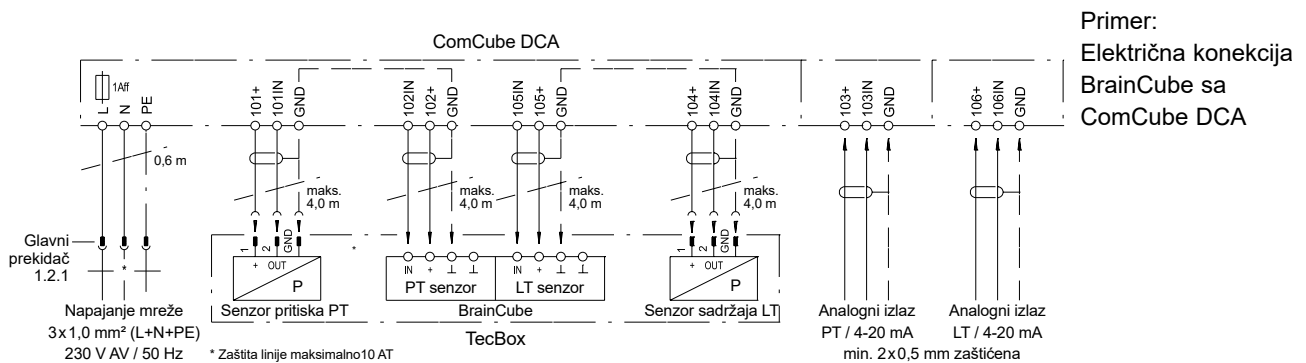 ComCube DCA
Primer:
Električna konekcija
BrainCube sa
ComCube DCA
1Aff
L
N
PE
101+
101IN
GND
102IN
102+
GND
105IN
105+
GND
104+
104IN
GND
103+
103IN
GND
106+
106IN
GND
0,6 m
maks.
4,0 m
maks.
4,0 m
maks.
4,0 m
maks.
4,0 m
Glavni
prekidač
1.2.1
*
1
2
GND
*
+ OUT
P
IN + ⊥ ⊥
PT senzor
IN + ⊥ ⊥
LT senzor
1
2
GND
+ OUT
P
Napajanje mreže
3x1,0 mm² (L+N+PE)
230 V AV / 50 Hz
Senzor pritiska PT
BrainCube
Senzor sadržaja LT
TecBox
* Zaštita linije maksimalno10 AT
Analogni izlaz
PT / 4-20 mA
Analogni izlaz
LT / 4-20 mA
min. 2x0,5 mm zaštićena